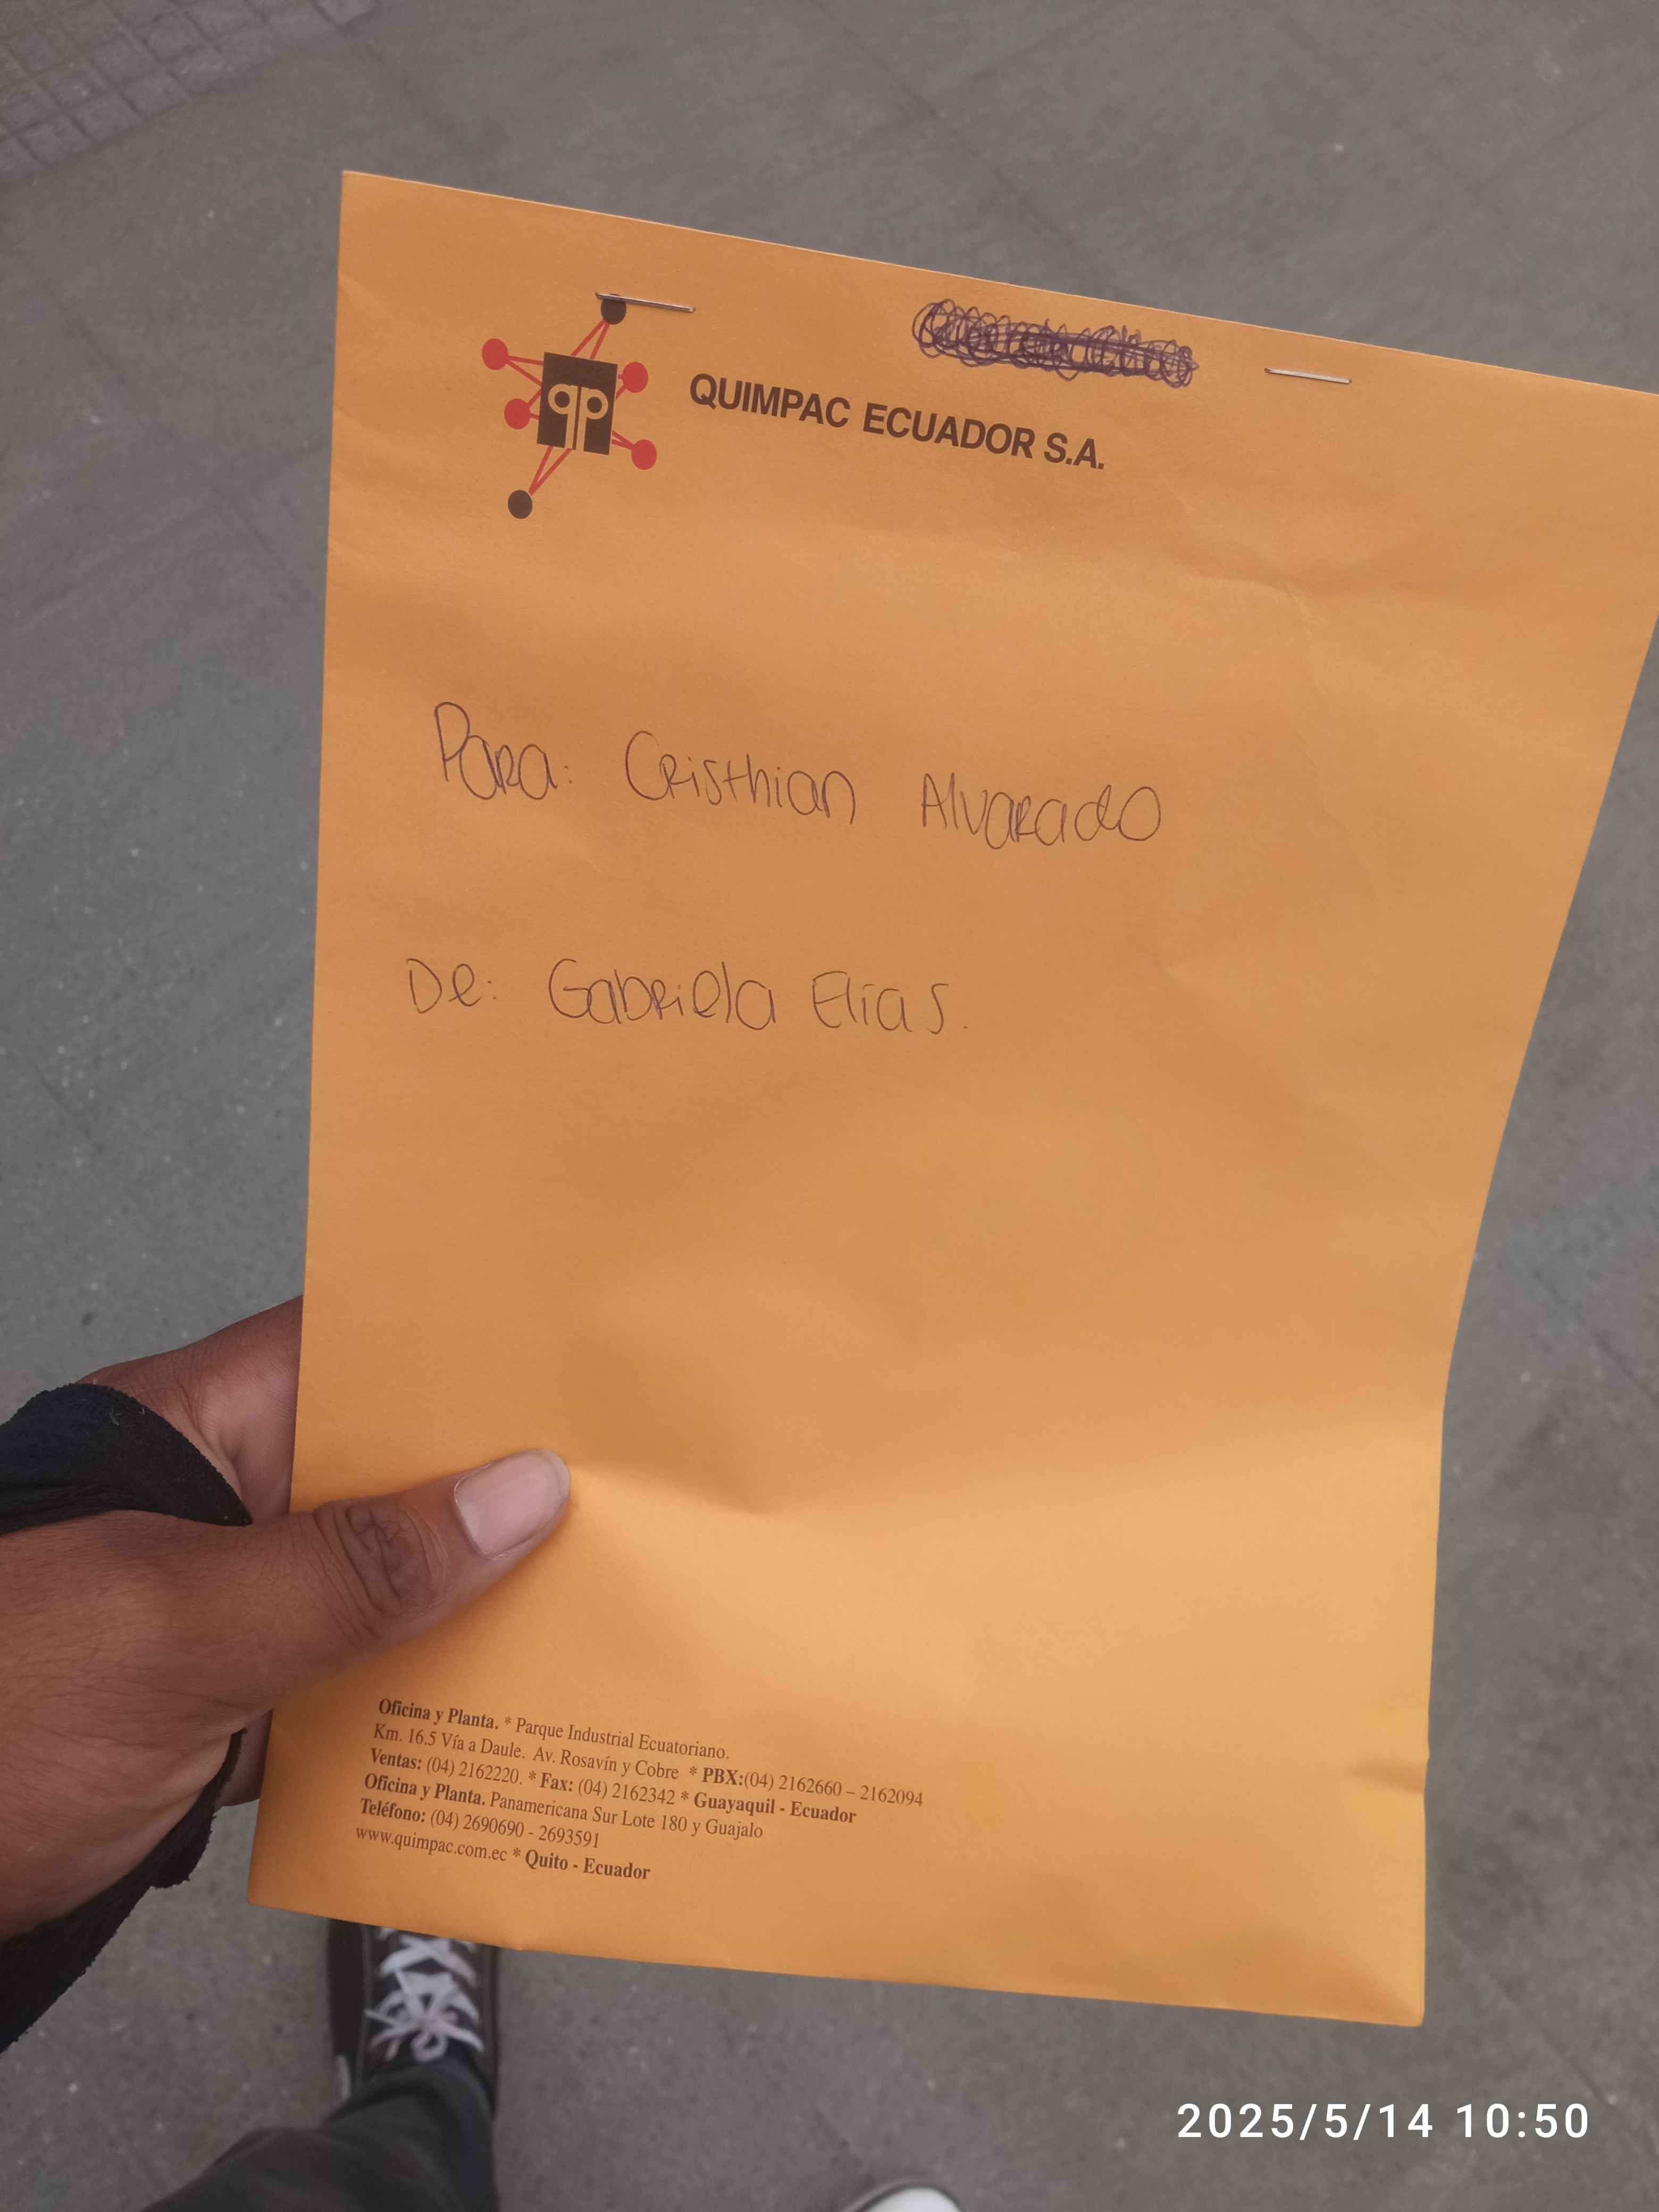 qp
QUIMPAC ECUADOR S.A.
Para: Cristhian Alvarado
De: Gabriela Elías.
Oficina y Planta. * Parque Industrial Ecuatoriano.
Km. 16.5 Vía a Daule. Av. Rosavín y Cobre * PBX:(04) 2162660 – 2162094
Ventas: (04) 2162220. * Fax: (04) 2162342 * Guayaquil - Ecuador
Oficina y Planta. Panamericana Sur Lote 180 y Guajalo
Teléfono: (04) 2690690 - 2693591
www.quimpac.com.ec * Quito - Ecuador
2025/5/14 10:50